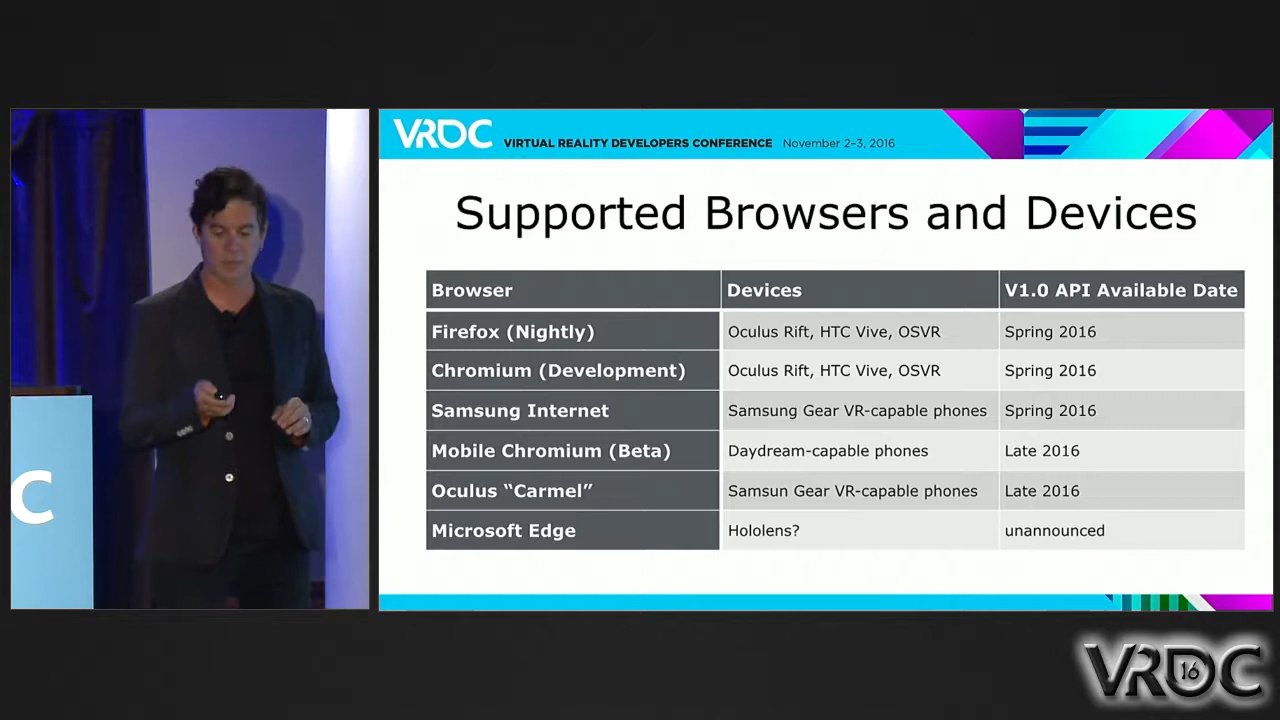 C
VRDC VIRTUAL REALITY DEVELOPERS CONFERENCE November 2-3, 2016
Supported Browsers and Devices
Browser Devices V1.0 API Available Date
Firefox (Nightly) Oculus Rift, HTC Vive, OSVR Spring 2016
Chromium (Development) Oculus Rift, HTC Vive, OSVR Spring 2016
Samsung Internet Samsung Gear VR-capable phones Spring 2016
Mobile Chromium (Beta) Daydream-capable phones Late 2016
Oculus “Carmel” Samsun Gear VR-capable phones Late 2016
Microsoft Edge Hololens? unannounced
VRDC 16